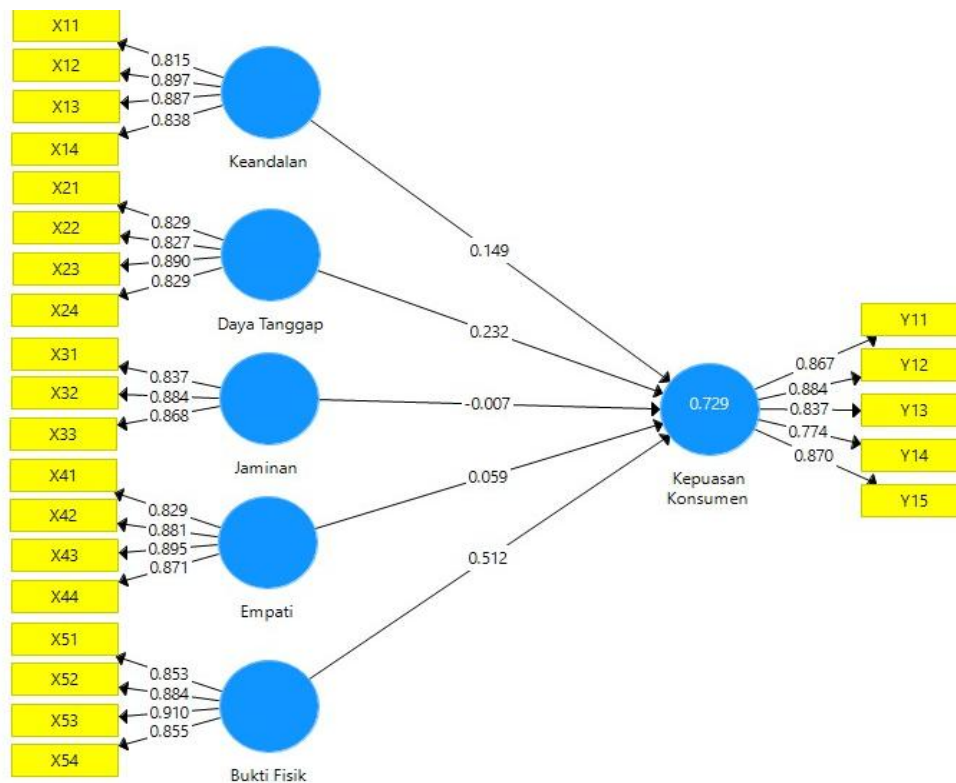 X11
0.815
X12
0.897
X13
0.887
0.838
X14
Keandalan
X21
0.829
X22
0.827
X23
0.890
0.829
X24
Daya Tanggap
X31
0.837
X32
0.884
0.868
X33
Jaminan
X41
0.829
X42
0.881
X43
0.895
0.871
X44
Empati
X51
0.853
X52
0.884
X53
0.910
0.855
X54
Bukti Fisik
0.149
0.232
-0.007
0.059
0.512
0.729
Kepuasan
Konsumen
0.867
0.884
0.837
0.774
0.870
Y11
Y12
Y13
Y14
Y15